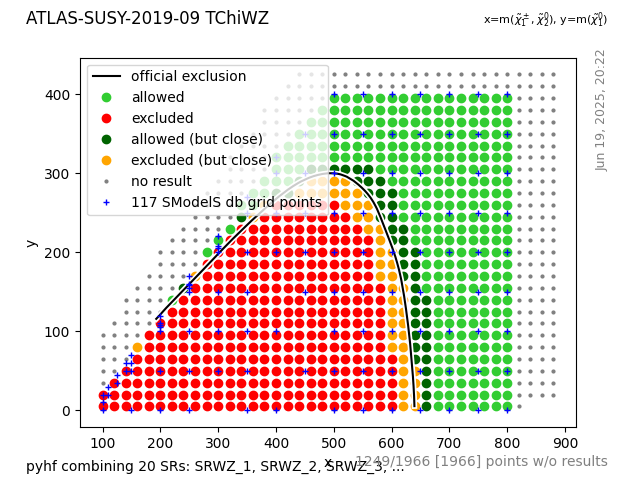 ATLAS-SUSY-2019-09 TChiWZ
x=m(χ̃₁±, χ̃₂⁰), y=m(χ̃₁⁰)
Jun 19, 2025, 20:22
official exclusion
allowed
excluded
allowed (but close)
excluded (but close)
no result
117 SModelS db grid points
400
300
200
100
0
y
100 200 300 400 500 600 700 800 900
x
1249/1966 [1966] points w/o results
pyhf combining 20 SRs: SRWZ_1, SRWZ_2, SRWZ_3, ...